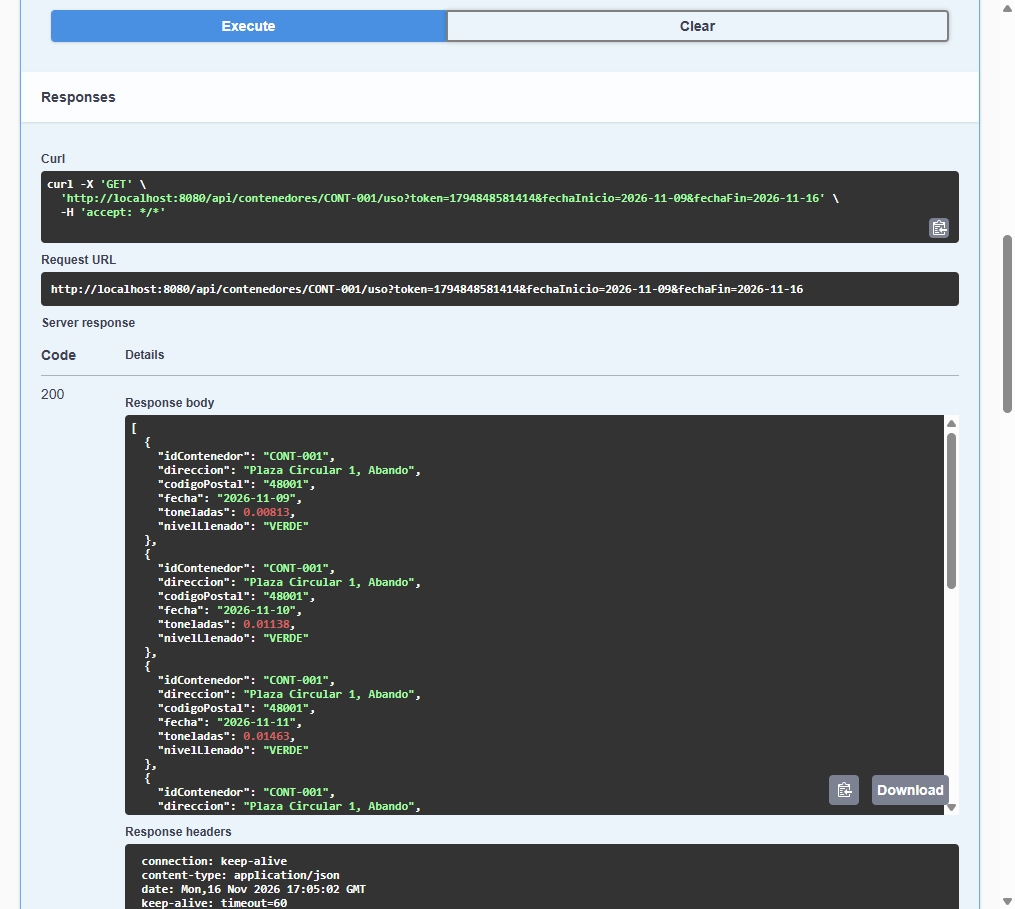 Execute
Clear
Responses
Curl
curl -X 'GET' \
'http://localhost:8080/api/contenedores/CONT-001/uso?token=1794848581414&fechaInicio=2026-11-09&fechaFin=2026-11-16' \
-H 'accept: */*'
Request URL
http://localhost:8080/api/contenedores/CONT-001/uso?token=1794848581414&fechaInicio=2026-11-09&fechaFin=2026-11-16
Server response
Code
Details
200
Response body
[
{
"idContenedor": "CONT-001",
"direccion": "Plaza Circular 1, Abando",
"codigoPostal": "48001",
"fecha": "2026-11-09",
"toneladas": 0.00813,
"nivelLlenado": "VERDE"
},
{
"idContenedor": "CONT-001",
"direccion": "Plaza Circular 1, Abando",
"codigoPostal": "48001",
"fecha": "2026-11-10",
"toneladas": 0.01138,
"nivelLlenado": "VERDE"
},
{
"idContenedor": "CONT-001",
"direccion": "Plaza Circular 1, Abando",
"codigoPostal": "48001",
"fecha": "2026-11-11",
"toneladas": 0.01463,
"nivelLlenado": "VERDE"
},
{
"idContenedor": "CONT-001",
"direccion": "Plaza Circular 1, Abando",
Download
Response headers
connection: keep-alive
content-type: application/json
date: Mon,16 Nov 2026 17:05:02 GMT
keep-alive: timeout=60